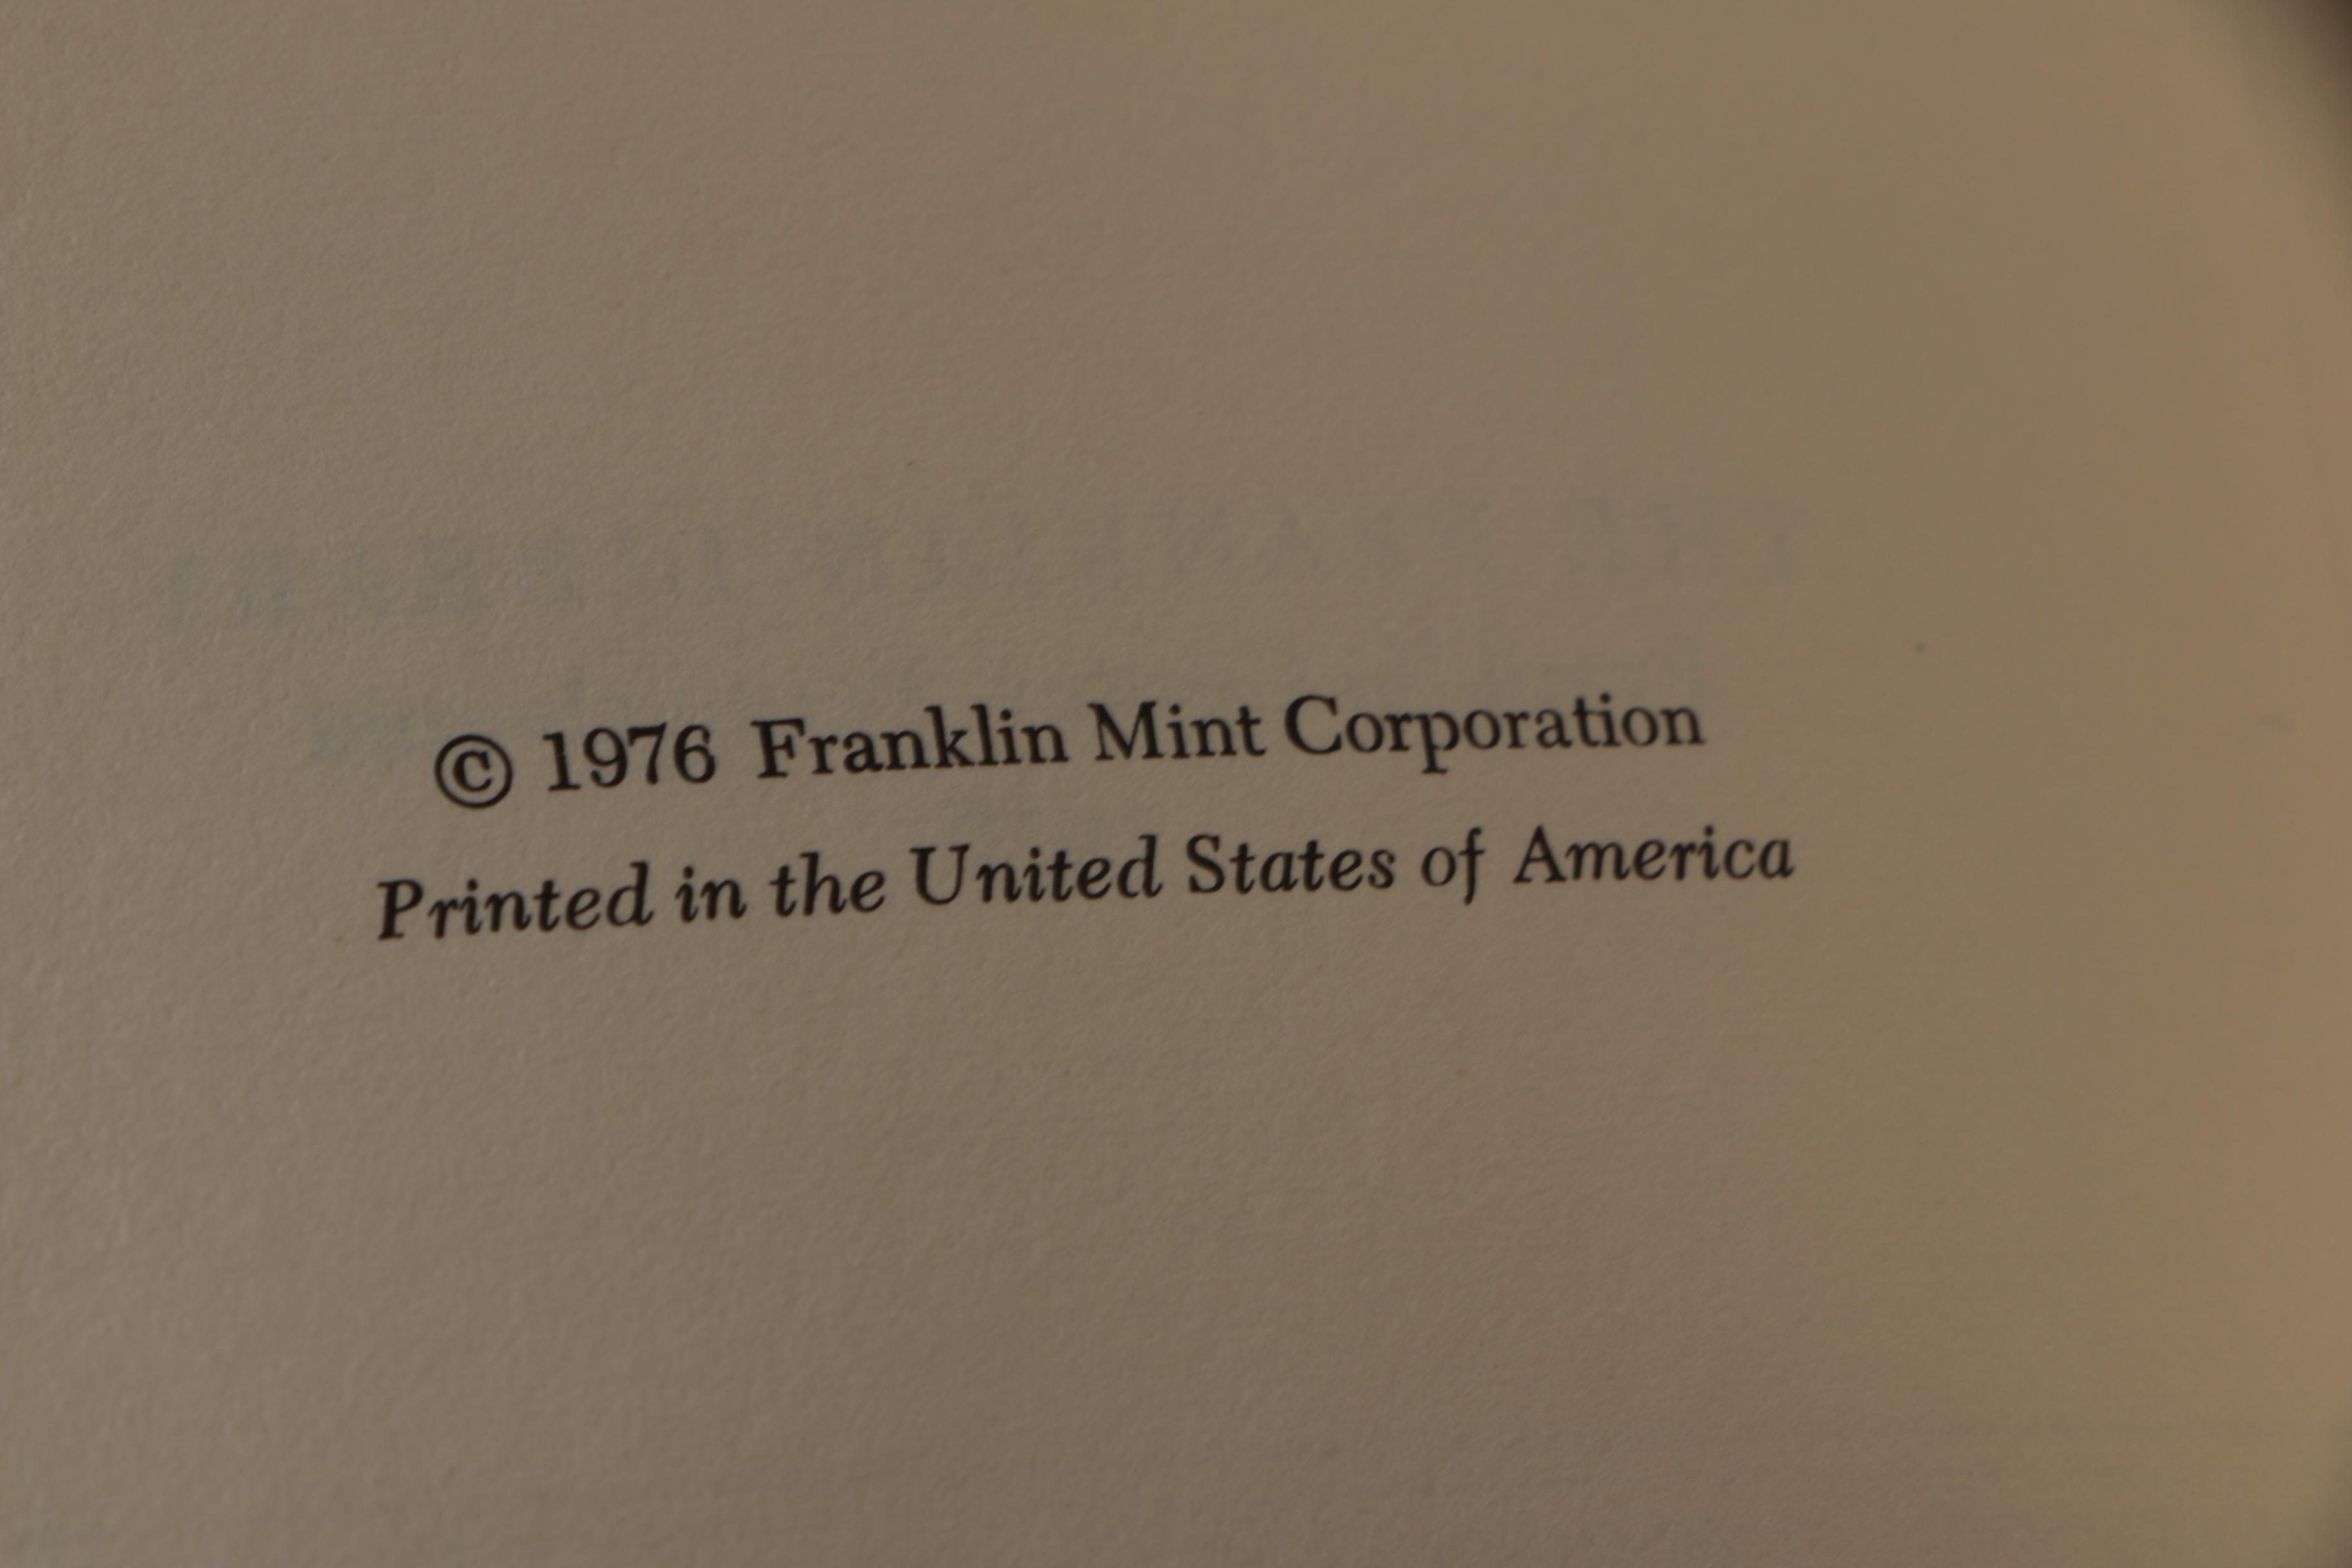 © 1976 Franklin Mint Corporation
Printed in the United States of America